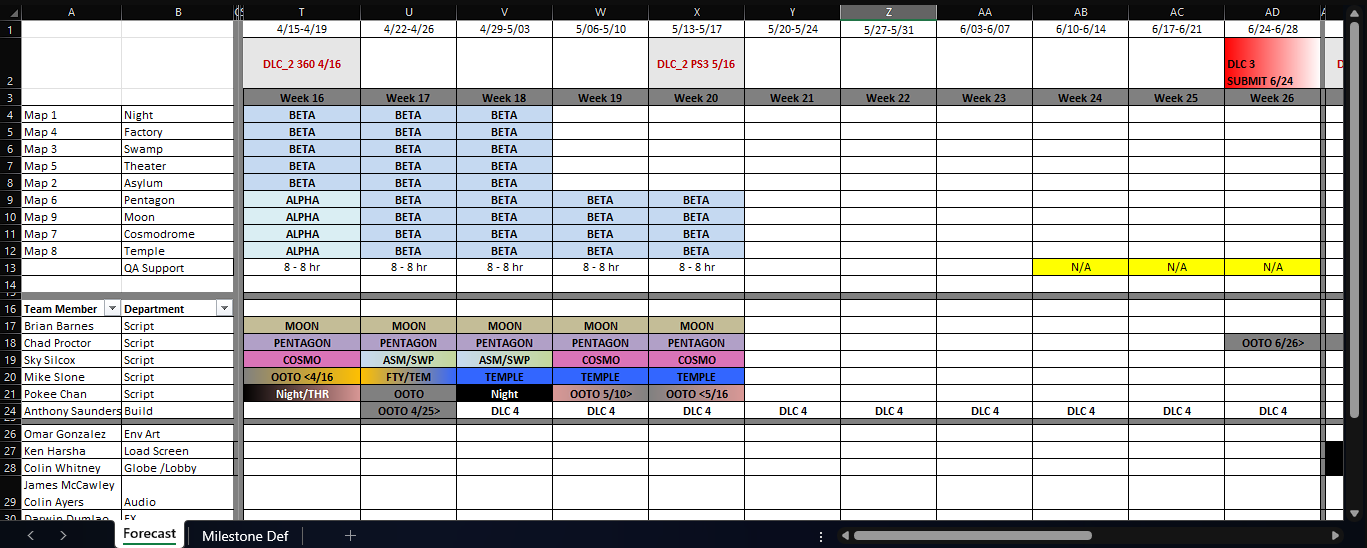 A B T U V W X Y Z AA AB AC AD
1 4/15-4/19 4/22-4/26 4/29-5/03 5/06-5/10 5/13-5/17 5/20-5/24 5/27-5/31 6/03-6/07 6/10-6/14 6/17-6/21 6/24-6/28
DLC_2 360 4/16 DLC_2 PS3 5/16 DLC 3
2 SUBMIT 6/24
3 Week 16 Week 17 Week 18 Week 19 Week 20 Week 21 Week 22 Week 23 Week 24 Week 25 Week 26
4 Map 1 Night BETA BETA BETA
5 Map 4 Factory BETA BETA BETA
6 Map 3 Swamp BETA BETA BETA
7 Map 5 Theater BETA BETA BETA
8 Map 2 Asylum BETA BETA BETA
9 Map 6 Pentagon ALPHA BETA BETA BETA BETA
10 Map 9 Moon ALPHA BETA BETA BETA BETA
11 Map 7 Cosmodrome ALPHA BETA BETA BETA BETA
12 Map 8 Temple ALPHA BETA BETA BETA BETA
13 QA Support 8 - 8 hr 8 - 8 hr 8 - 8 hr 8 - 8 hr 8 - 8 hr N/A N/A N/A
14
16 Team Member Department
17 Brian Barnes Script MOON MOON MOON MOON MOON
18 Chad Proctor Script PENTAGON PENTAGON PENTAGON PENTAGON PENTAGON OOTO 6/26>
19 Sky Silcox Script COSMO ASM/SWP ASM/SWP COSMO COSMO
20 Mike Slone Script OOTO <4/16 FTY/TEM TEMPLE TEMPLE TEMPLE
21 Pokee Chan Script Night/THR OOTO Night OOTO 5/10> OOTO <5/16
24 Anthony Saunders Build OOTO 4/25> DLC 4 DLC 4 DLC 4 DLC 4 DLC 4 DLC 4 DLC 4 DLC 4 DLC 4
26 Omar Gonzalez Env Art
27 Ken Harsha Load Screen
28 Colin Whitney Globe /Lobby
James McCawley
29 Colin Ayers Audio
30 Darwin Dumlao FX
Forecast Milestone Def